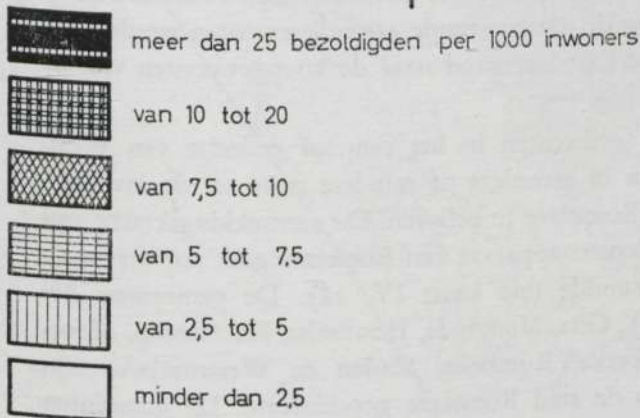 meer dan 25 bezoldigden per 1000 inwoners
van 10 tot 20
van 7,5 tot 10
van 5 tot 7,5
van 2,5 tot 5
minder dan 2,5